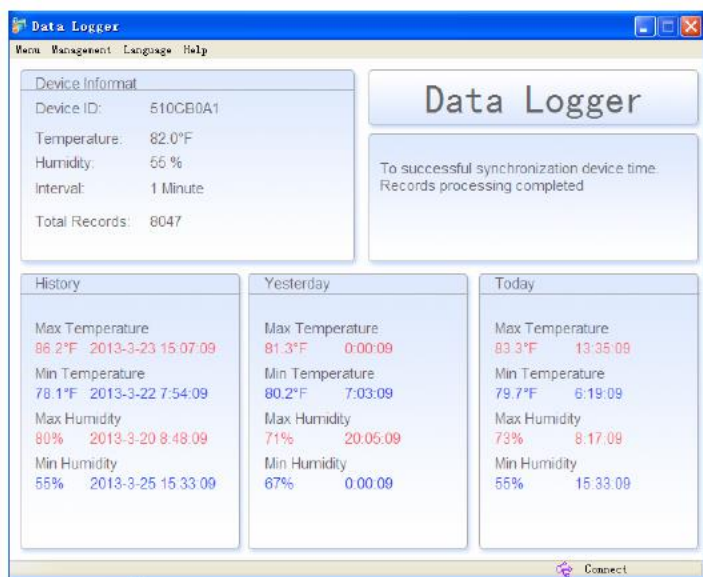 Data Logger
Menu Management Language Help
Device Informat
Device ID: 510CB0A1
Temperature: 82.0°F
Humidity: 55 %
Interval: 1 Minute
Total Records: 8047
Data Logger
To successful synchronization device time.
Records processing completed
History
Max Temperature
86.2°F 2013-3-23 15:07:09
Min Temperature
78.1°F 2013-3-22 7:54:09
Max Humidity
80% 2013-3-20 8:48:09
Min Humidity
55% 2013-3-25 15:33:09
Yesterday
Max Temperature
81.3°F 0:00:09
Min Temperature
80.2°F 7:03:09
Max Humidity
71% 20:05:09
Min Humidity
67% 0:00:09
Today
Max Temperature
83.3°F 13:35:09
Min Temperature
79.7°F 6:19:09
Max Humidity
73% 8:17:09
Min Humidity
55% 15:33:09
Connect